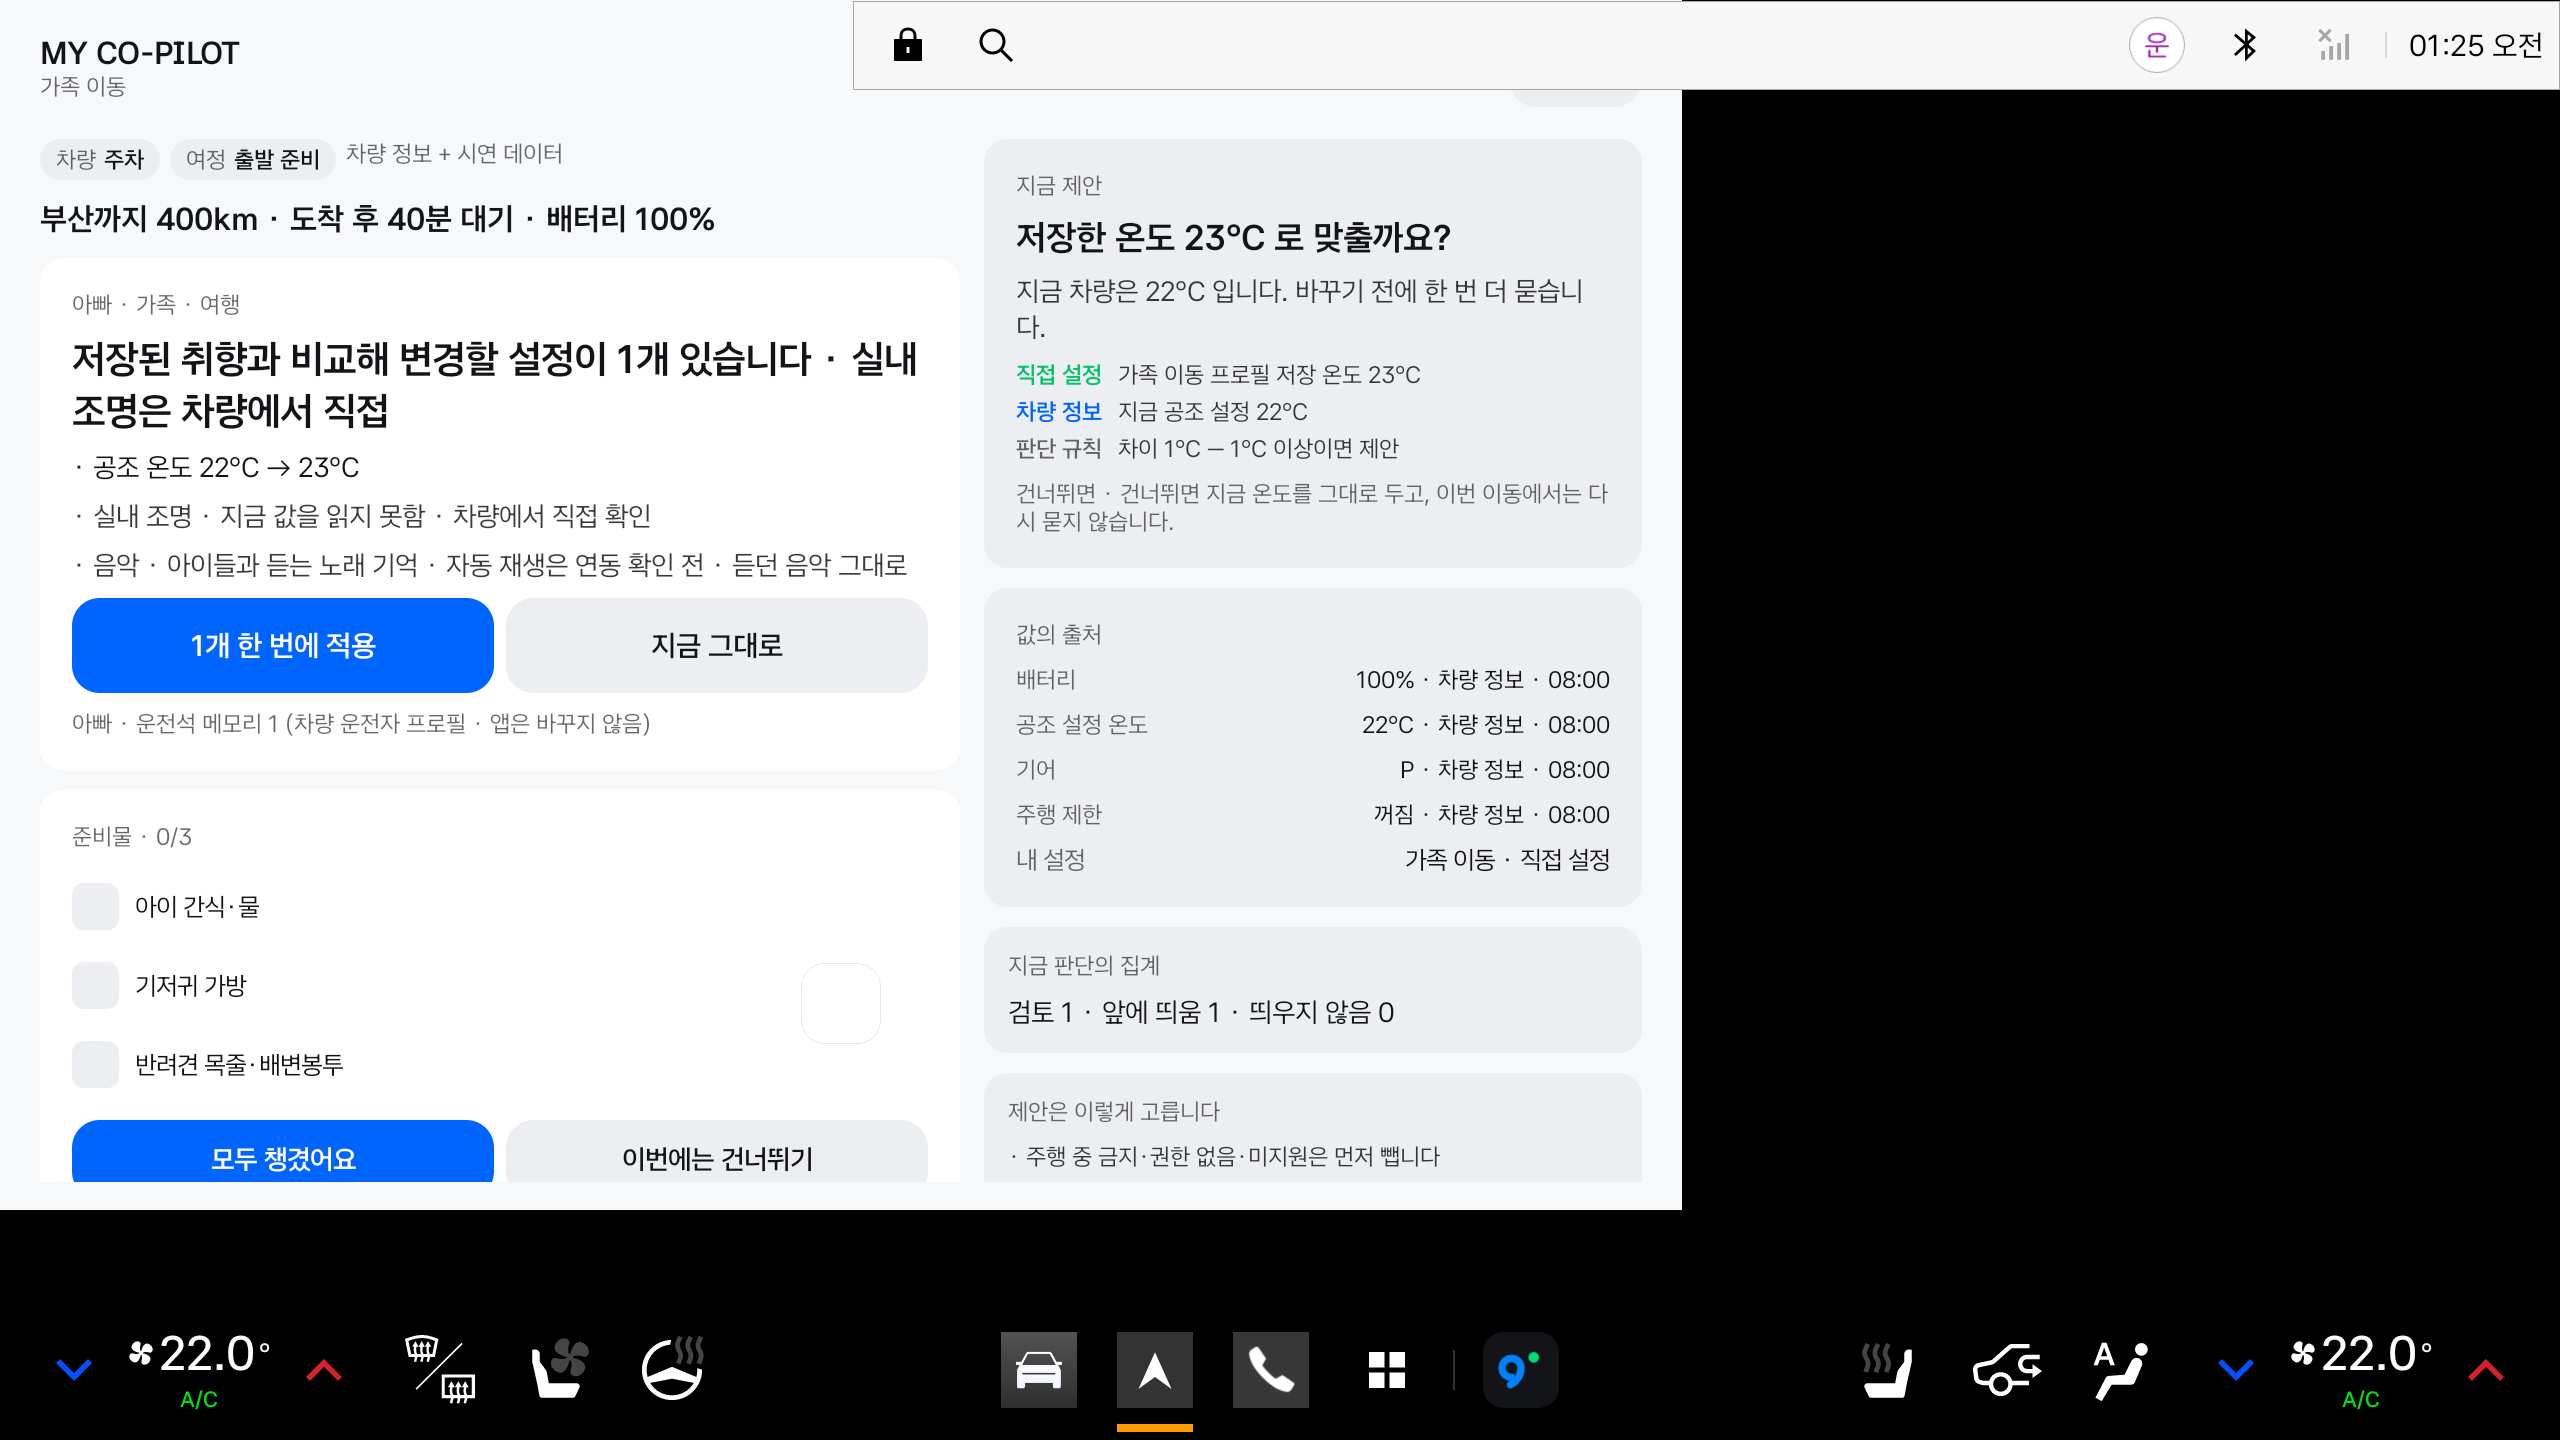 MY CO-PILOT
가족 이동
운
01:25 오전
차량 주차
여정 출발 준비
차량 정보 + 시연 데이터
부산까지 400km · 도착 후 40분 대기 · 배터리 100%
아빠 · 가족 · 여행
저장된 취향과 비교해 변경할 설정이 1개 있습니다 · 실내
조명은 차량에서 직접
· 공조 온도 22°C → 23°C
· 실내 조명 · 지금 값을 읽지 못함 · 차량에서 직접 확인
· 음악 · 아이들과 듣는 노래 기억 · 자동 재생은 연동 확인 전 · 듣던 음악 그대로
1개 한 번에 적용
지금 그대로
아빠 · 운전석 메모리 1 (차량 운전자 프로필 · 앱은 바꾸지 않음)
준비물 · 0/3
아이 간식·물
기저귀 가방
반려견 목줄·배변봉투
모두 챙겼어요
이번에는 건너뛰기
지금 제안
저장한 온도 23°C 로 맞출까요?
지금 차량은 22°C 입니다. 바꾸기 전에 한 번 더 묻습니
다.
직접 설정 가족 이동 프로필 저장 온도 23°C
차량 정보 지금 공조 설정 22°C
판단 규칙 차이 1°C — 1°C 이상이면 제안
건너뛰면 · 건너뛰면 지금 온도를 그대로 두고, 이번 이동에서는 다
시 묻지 않습니다.
값의 출처
배터리 100% · 차량 정보 · 08:00
공조 설정 온도 22°C · 차량 정보 · 08:00
기어 P · 차량 정보 · 08:00
주행 제한 꺼짐 · 차량 정보 · 08:00
내 설정 가족 이동 · 직접 설정
지금 판단의 집계
검토 1 · 앞에 띄움 1 · 띄우지 않음 0
제안은 이렇게 고릅니다
· 주행 중 금지·권한 없음·미지원은 먼저 뺍니다
22.0°
A/C
A
22.0°
A/C